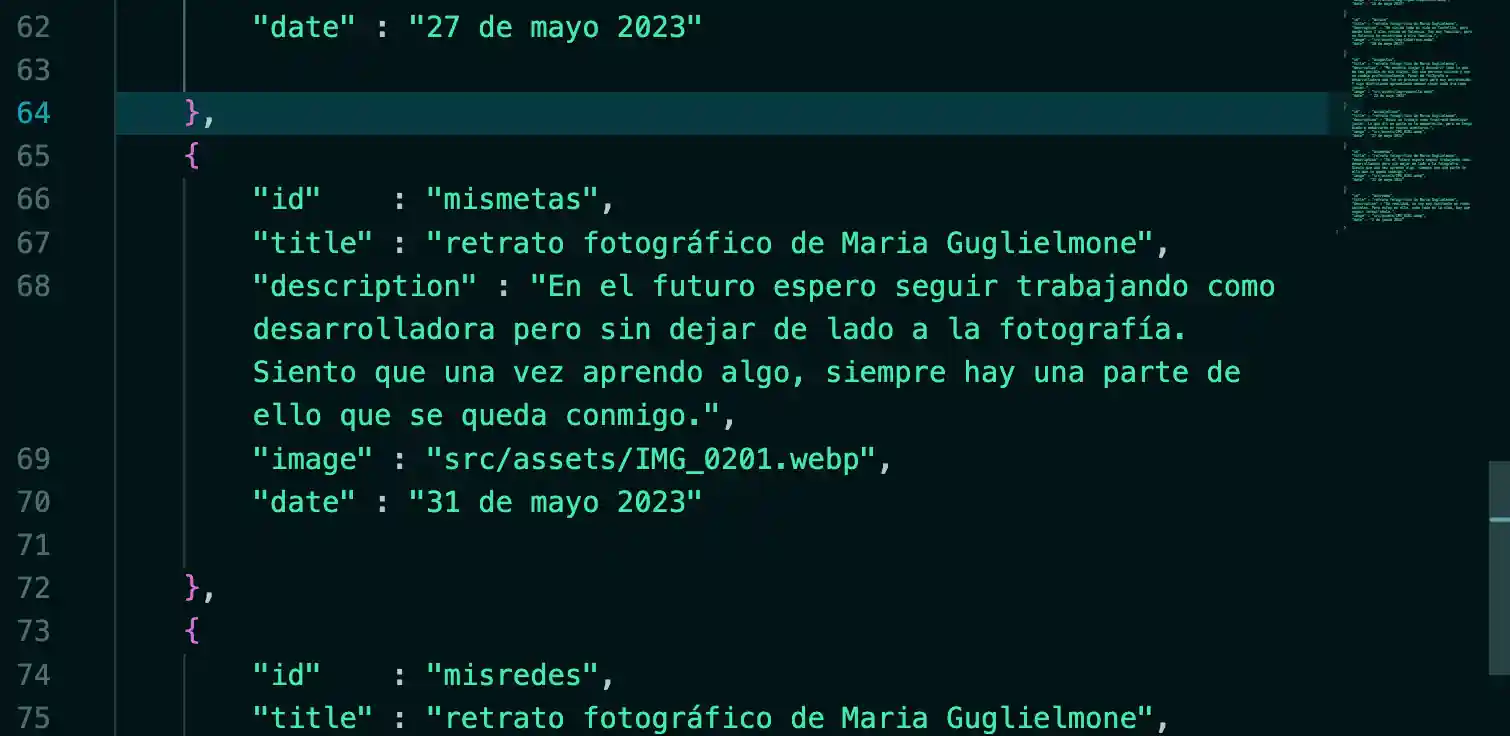 62 "date" : "27 de mayo 2023"
63
64 },
65 {
66 "id"    : "mismetas",
67 "title" : "retrato fotográfico de Maria Guglielmone",
68 "description" : "En el futuro espero seguir trabajando como
desarrolladora pero sin dejar de lado a la fotografía.
Siento que una vez aprendo algo, siempre hay una parte de
ello que se queda conmigo.",
69 "image" : "src/assets/IMG_0201.webp",
70 "date" : "31 de mayo 2023"
71
72 },
73 {
74 "id"    : "misredes",
75 "title" : "retrato fotográfico de Maria Guglielmone",